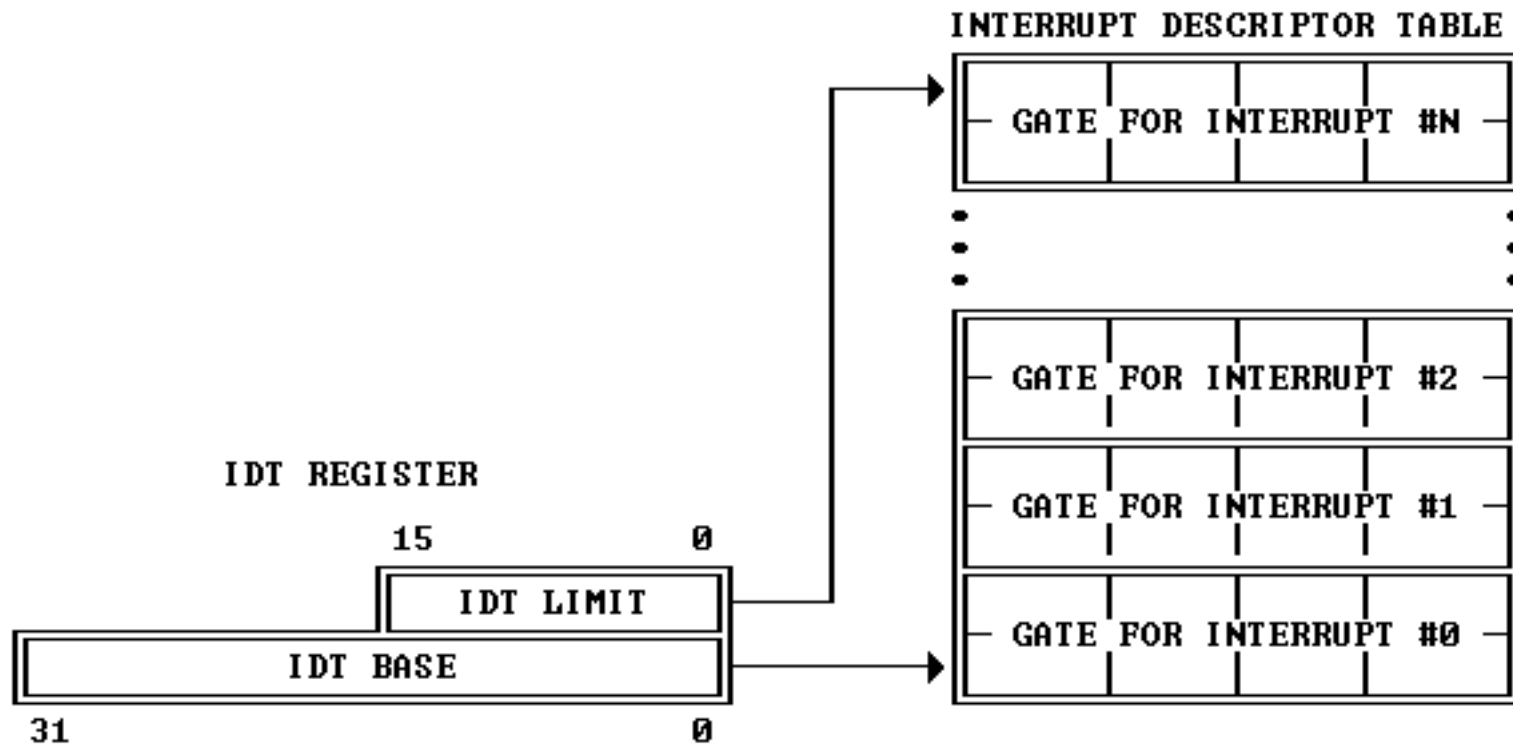 INTERRUPT DESCRIPTOR TABLE
GATE FOR INTERRUPT #N
GATE FOR INTERRUPT #2
GATE FOR INTERRUPT #1
GATE FOR INTERRUPT #0
IDT REGISTER
15 0
IDT LIMIT
IDT BASE
31 0